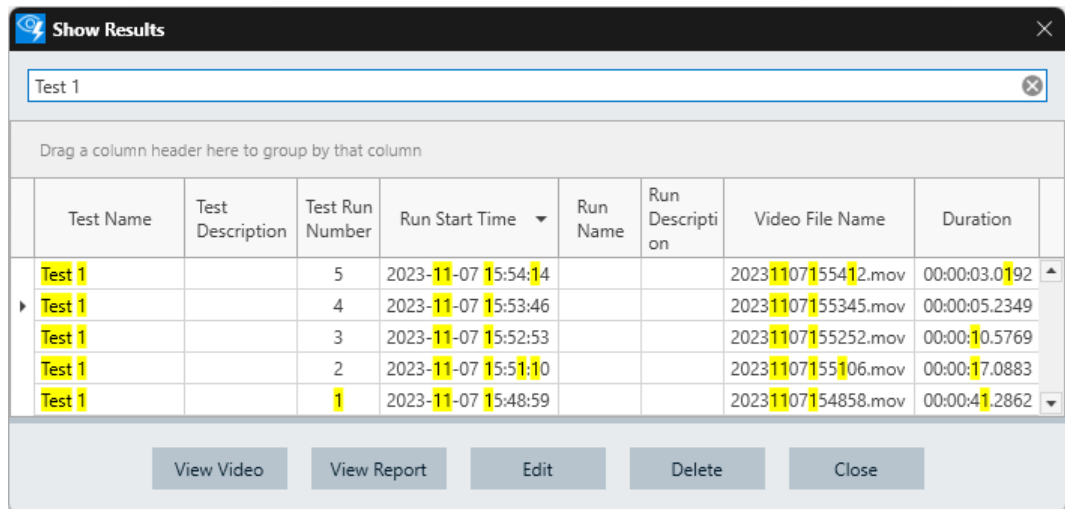 Show Results
Test 1
Drag a column header here to group by that column
Test Name Test Description Test Run Number Run Start Time Run Name Run Descripti on Video File Name Duration
Test 1 5 2023-11-07 15:54:14 20231107155412.mov 00:00:03.0192
Test 1 4 2023-11-07 15:53:46 20231107155345.mov 00:00:05.2349
Test 1 3 2023-11-07 15:52:53 20231107155252.mov 00:00:10.5769
Test 1 2 2023-11-07 15:51:10 20231107155106.mov 00:00:17.0883
Test 1 1 2023-11-07 15:48:59 20231107154858.mov 00:00:41.2862
View Video View Report Edit Delete Close